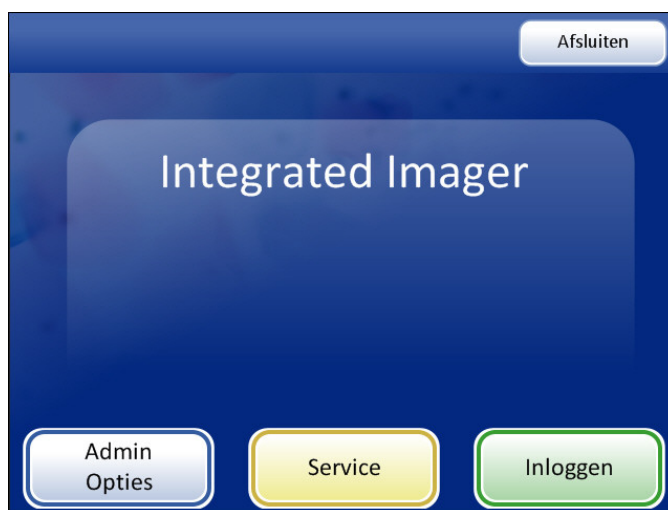 Afsluiten
Integrated Imager
Admin
Opties
Service
Inloggen